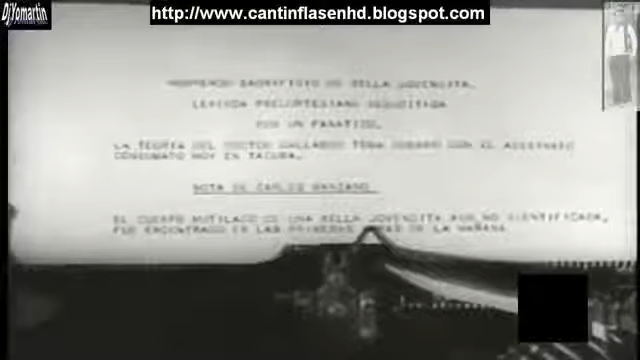 DjYomartin
http://www.cantinflasenhd.blogspot.com
HORRENDO SACRIFICIO DE BELLA JOVENCITA.
LEYENDA PRECORTESIANA RESUCITADA
POR UN FANATICO.
LA TEORIA DEL DOCTOR GALLARDO TOMA CUERPO CON EL ASESINATO
CONSUMADO HOY EN TACUBA.
NOTA DE CARLOS MANZANO
EL CUERPO MUTILADO DE UNA BELLA JOVENCITA AUN NO IDENTIFICADA,
FUE ENCONTRADO EN LAS PRIMERAS DE LA MAÑANA